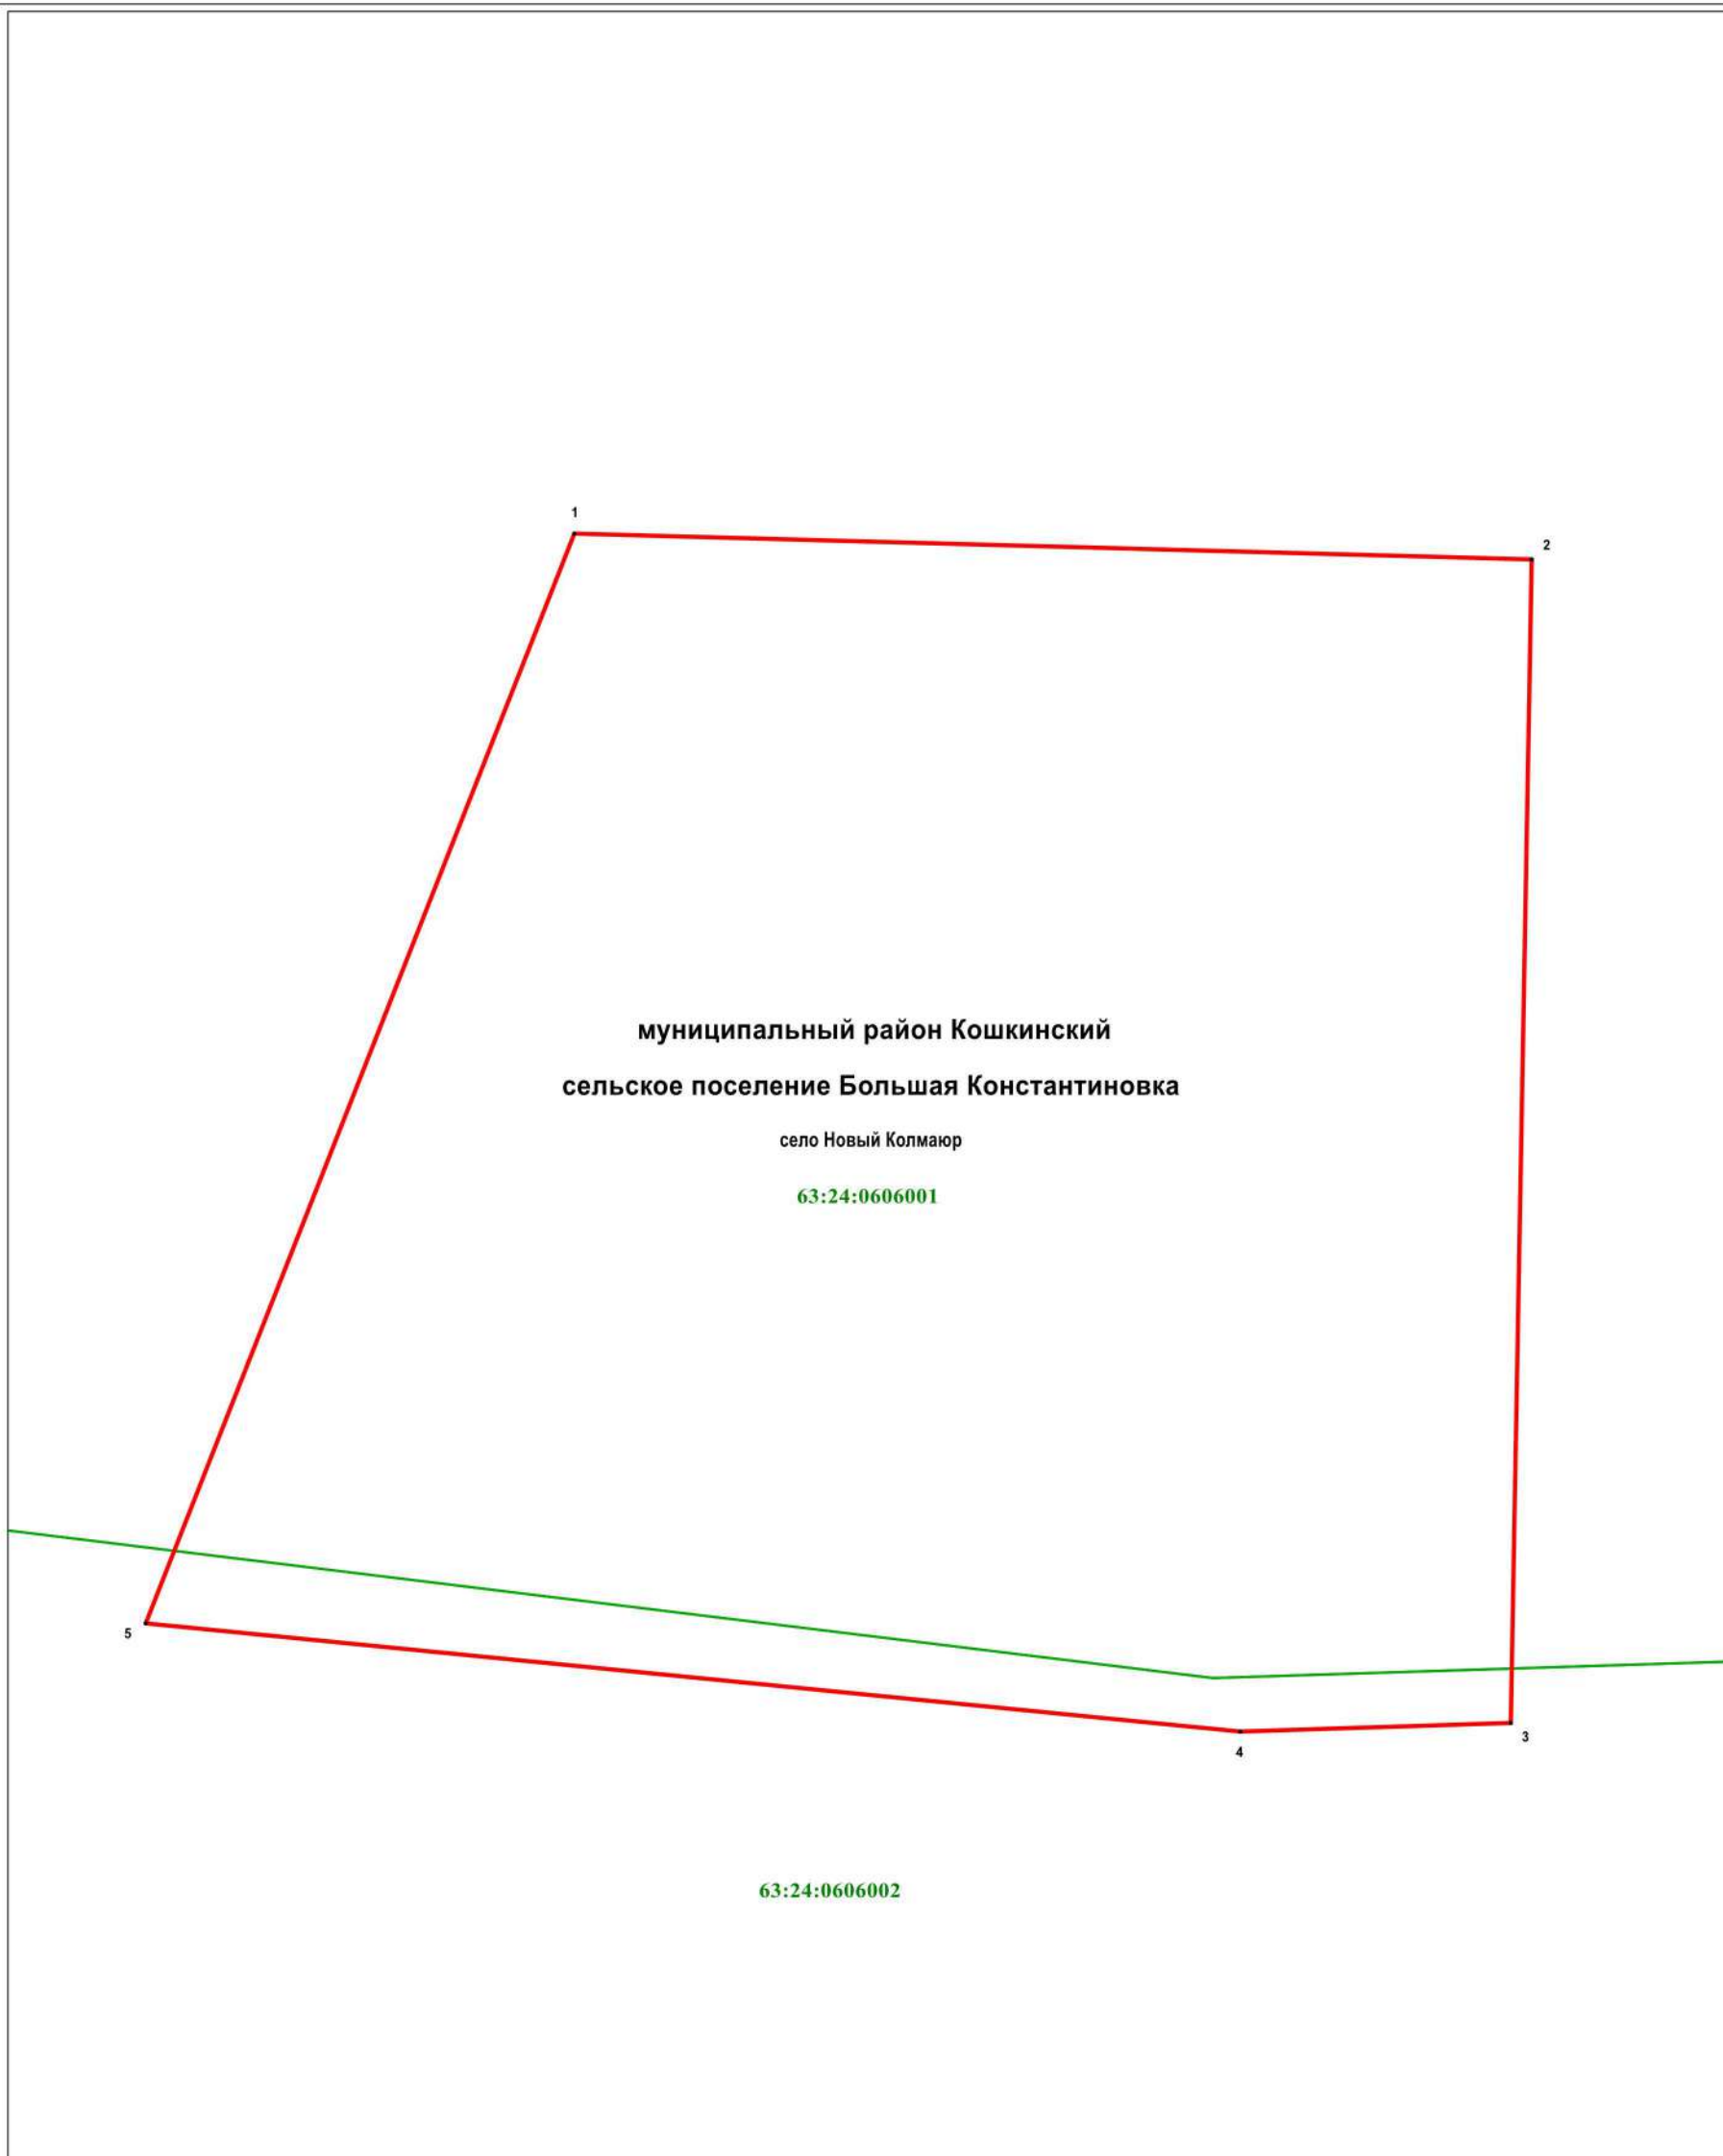 1
2
муниципальный район Кошкинский
сельское поселение Большая Константиновка
село Новый Колмаюр
63:24:0606001
5
3
4
63:24:0606002